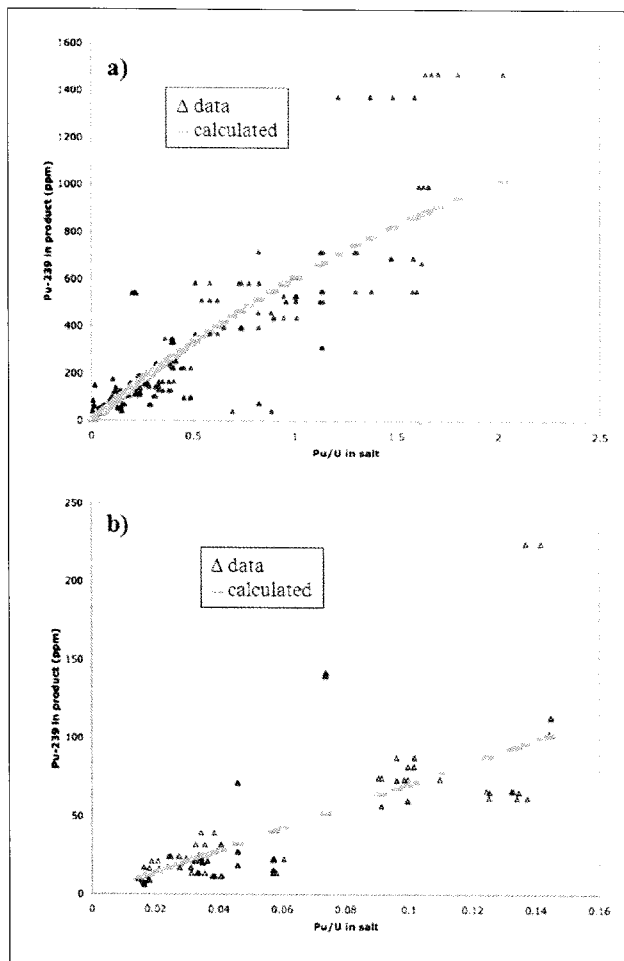 a)
1600
1400
1200
1000
800
600
400
200
0
Pu-239 in product (ppm)
Δ data
calculated
0 0.5 1 1 5 2 2.5
Pu/U in salt
b)
250
200
150
100
50
0
Pu-239 in product (ppm)
Δ data
calculated
0 0.02 0.04 0.06 0.08 0.1 0.12 0.14 0.16
Pu/U in salt